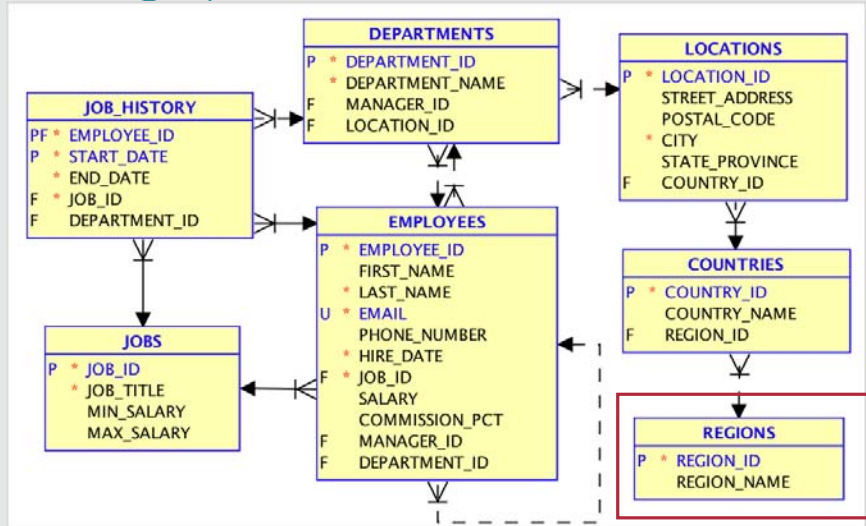 DEPARTMENTS
P * DEPARTMENT_ID
* DEPARTMENT_NAME
F MANAGER_ID
F LOCATION_ID
LOCATIONS
P * LOCATION_ID
STREET_ADDRESS
POSTAL_CODE
* CITY
STATE_PROVINCE
F COUNTRY_ID
JOB_HISTORY
PF * EMPLOYEE_ID
P * START_DATE
* END_DATE
F * JOB_ID
F DEPARTMENT_ID
EMPLOYEES
P * EMPLOYEE_ID
FIRST_NAME
* LAST_NAME
U * EMAIL
PHONE_NUMBER
* HIRE_DATE
F * JOB_ID
SALARY
COMMISSION_PCT
F MANAGER_ID
F DEPARTMENT_ID
COUNTRIES
P * COUNTRY_ID
COUNTRY_NAME
F REGION_ID
JOBS
P * JOB_ID
* JOB_TITLE
MIN_SALARY
MAX_SALARY
REGIONS
P * REGION_ID
REGION_NAME